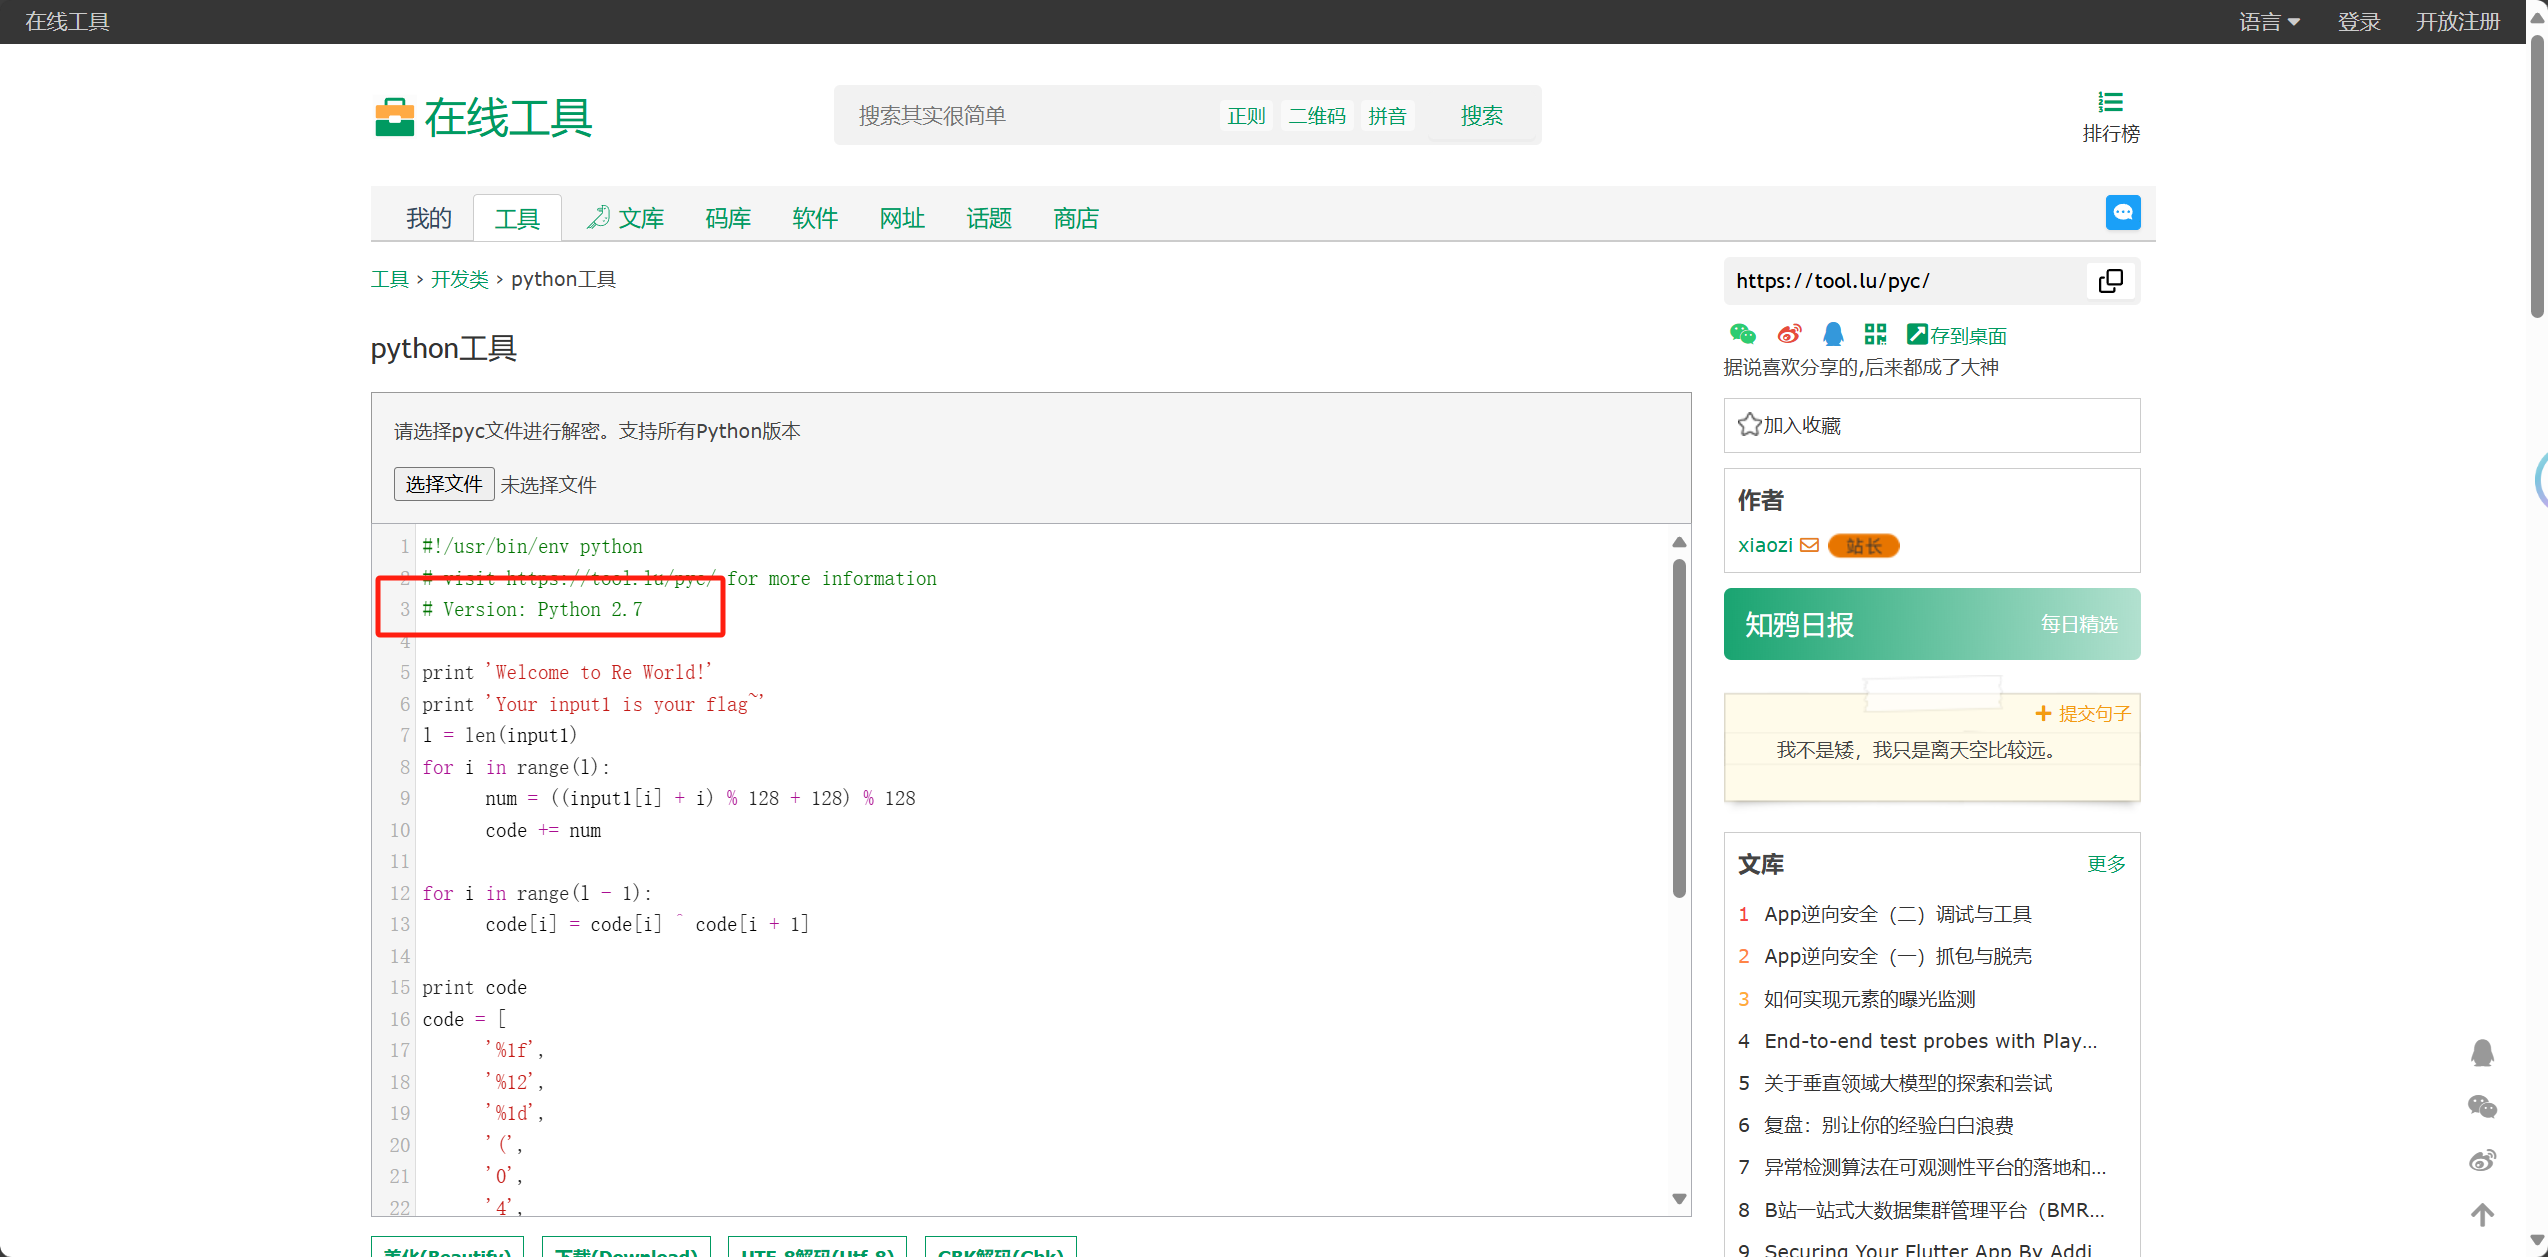 在线工具
语言 登录 开放注册
在线工具
搜索其实很简单 正则 二维码 拼音 搜索
排行榜
我的 工具 文库 码库 软件 网址 话题 商店
工具 › 开发类 › python工具
python工具
请选择pyc文件进行解密。支持所有Python版本
选择文件 未选择文件
1 #!/usr/bin/env python
2 # visit https://tool.lu/pyc/ for more information
3 # Version: Python 2.7
4
5 print 'Welcome to Re World!'
6 print 'Your input1 is your flag~'
7 l = len(input1)
8 for i in range(l):
9 num = ((input1[i] + i) % 128 + 128) % 128
10 code += num
11
12 for i in range(l - 1):
13 code[i] = code[i] ^ code[i + 1]
14
15 print code
16 code = [
17 '%1f',
18 '%12',
19 '%1d',
20 '(',
21 '0',
22 '4',
美化(Beautify) 下载(Download) UTF-8解码(Utf-8) GBK解码(Gbk)
https://tool.lu/pyc/
存到桌面
据说喜欢分享的,后来都成了大神
加入收藏
作者
xiaozi 站长
知鸦日报 每日精选
提交句子
我不是矮，我只是离天空比较远。
文库 更多
1 App逆向安全（二）调试与工具
2 App逆向安全（一）抓包与脱壳
3 如何实现元素的曝光监测
4 End-to-end test probes with Play...
5 关于垂直领域大模型的探索和尝试
6 复盘：别让你的经验白白浪费
7 异常检测算法在可观测性平台的落地和...
8 B站一站式大数据集群管理平台（BMR...
9 Securing Your Flutter App By Addi